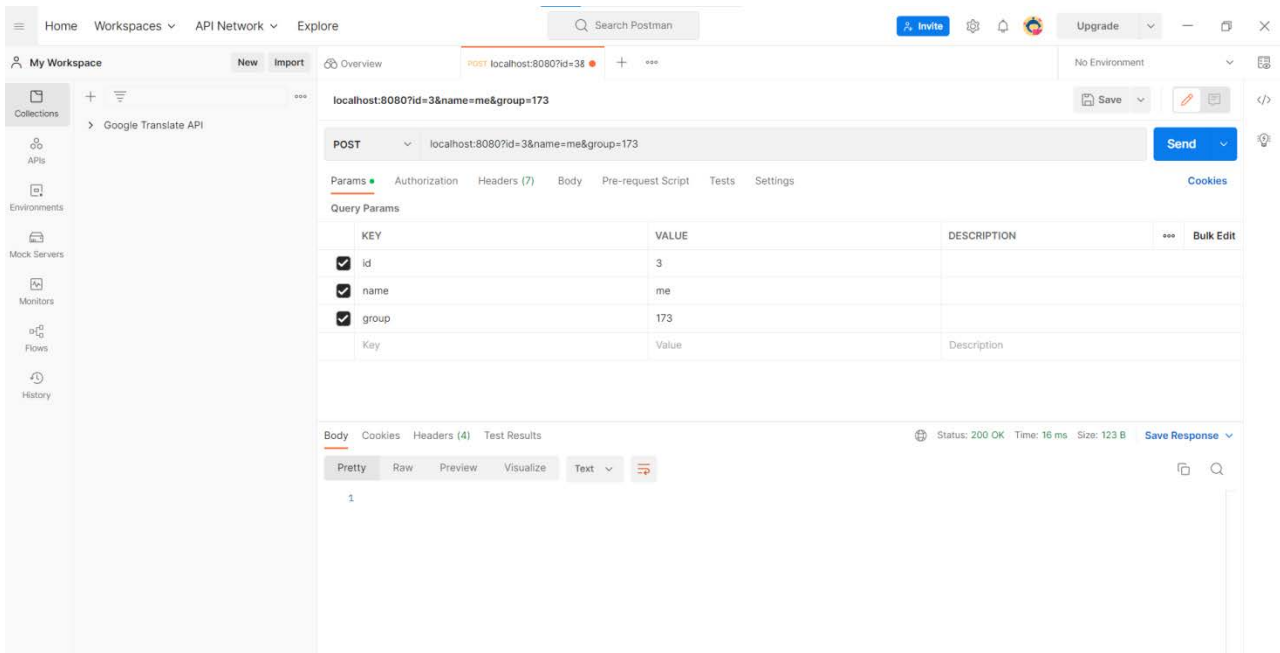 Home Workspaces API Network Explore Search Postman Invite Upgrade
My Workspace New Import Overview POST localhost:8080?id=3& No Environment
Collections
APIs
Environments
Mock Servers
Monitors
Flows
History
Google Translate API
localhost:8080?id=3&name=me&group=173 Save
POST localhost:8080?id=3&name=me&group=173 Send
Params Authorization Headers (7) Body Pre-request Script Tests Settings Cookies
Query Params
KEY VALUE DESCRIPTION Bulk Edit
id 3
name me
group 173
Key Value Description
Body Cookies Headers (4) Test Results Status: 200 OK Time: 16 ms Size: 123 B Save Response
Pretty Raw Preview Visualize Text
1